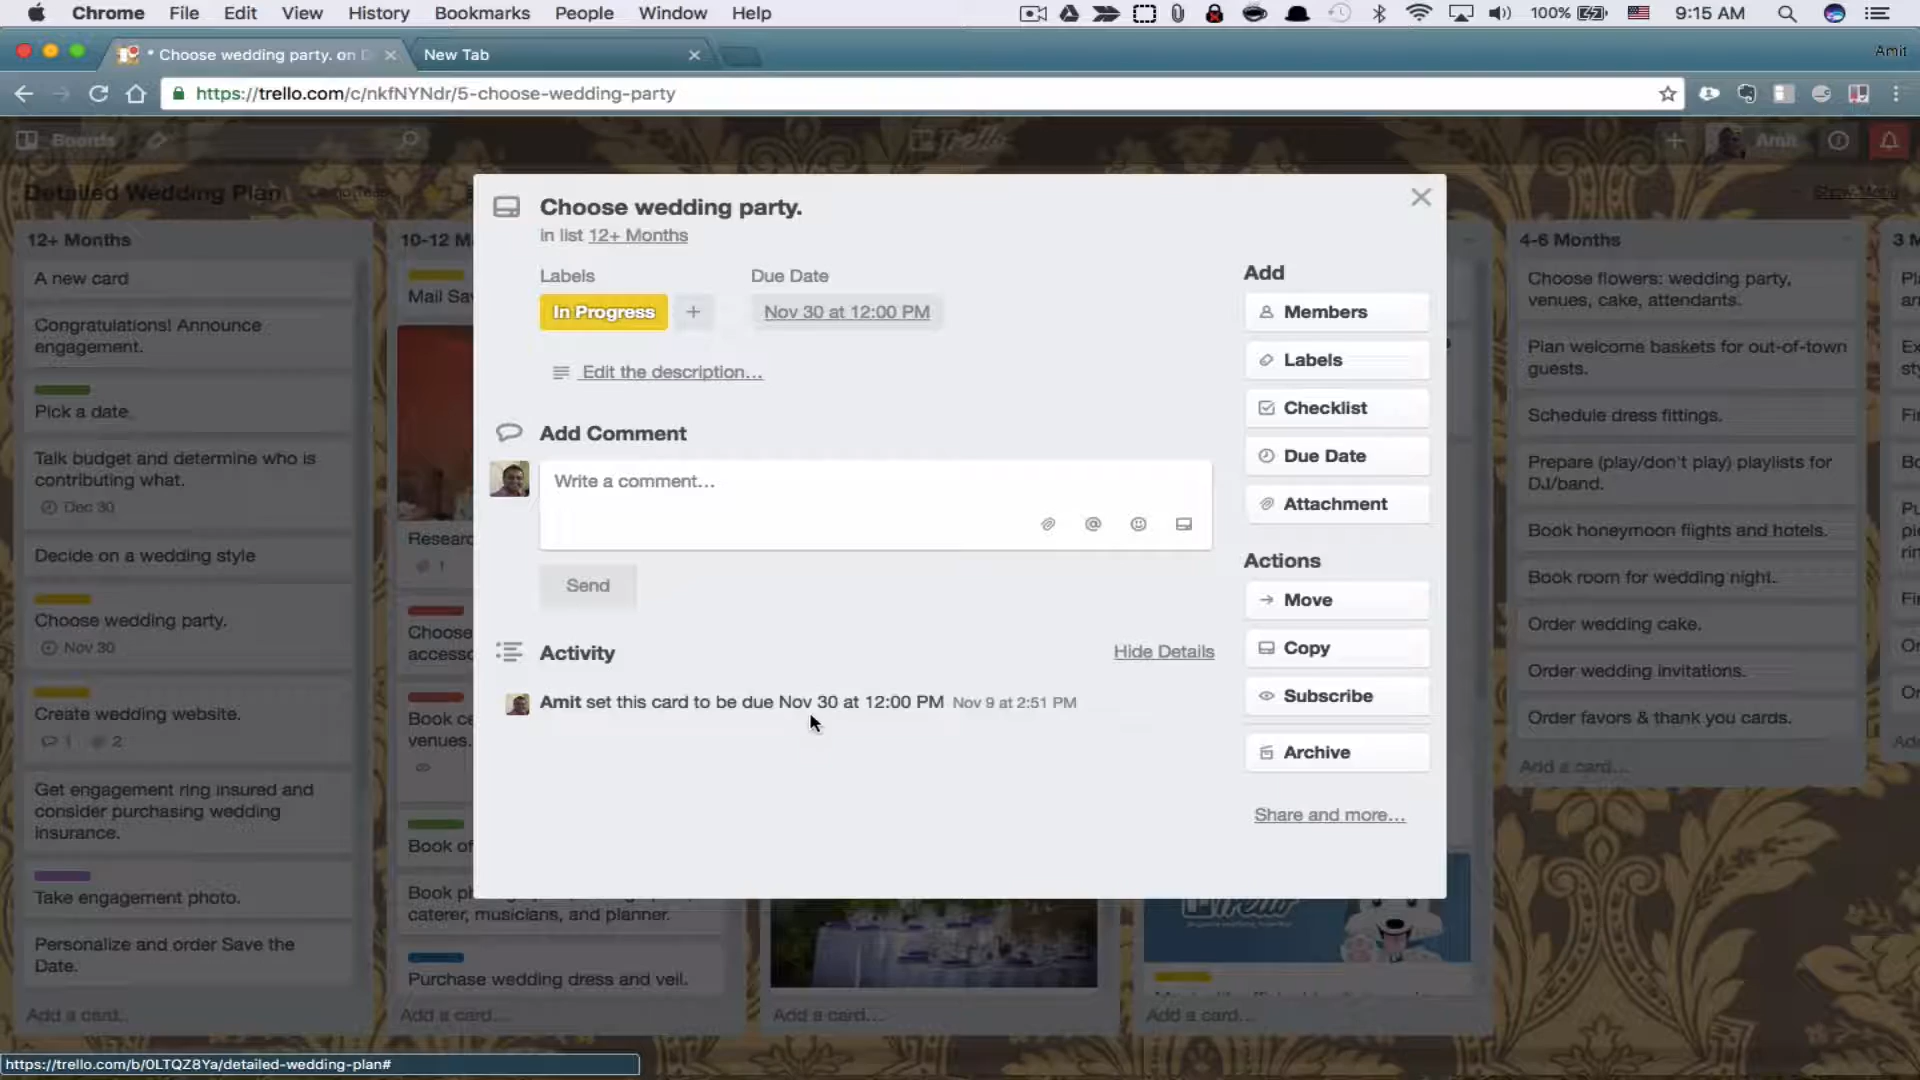 Chrome File Edit View History Bookmarks People Window Help 100% 9:15 AM
* Choose wedding party. on
New Tab
Amit
https://trello.com/c/nkfNYNdr/5-choose-wedding-party
Boards
Trello
Amit
Detailed Wedding Plan
Show Menu
12+ Months
A new card
Congratulations! Announce
engagement.
Pick a date.
Talk budget and determine who is
contributing what.
Dec 30
Decide on a wedding style
Choose wedding party.
Nov 30
Create wedding website.
1 2
Get engagement ring insured and
consider purchasing wedding
insurance.
Take engagement photo.
Personalize and order Save the
Date.
Add a card...
10-12 M
Mail Sav
Researc
1
Choose
accesso
Book ce
venues.
Book of
Book ph
caterer, musicians, and planner.
Purchase wedding dress and veil.
Add a card...
Choose wedding party.
in list 12+ Months
Labels
In Progress
+
Due Date
Nov 30 at 12:00 PM
Edit the description...
Add Comment
Write a comment...
Send
Activity
Hide Details
Amit set this card to be due Nov 30 at 12:00 PM Nov 9 at 2:51 PM
Add
Members
Labels
Checklist
Due Date
Attachment
Actions
Move
Copy
Subscribe
Archive
Share and more...
Add a card...
Trello
Add a card...
4-6 Months
Choose flowers: wedding party,
venues, cake, attendants.
Plan welcome baskets for out-of-town
guests.
Schedule dress fittings.
Prepare (play/don't play) playlists for
DJ/band.
Book honeymoon flights and hotels.
Book room for wedding night.
Order wedding cake.
Order wedding invitations.
Order favors & thank you cards.
Add a card...
3 M
https://trello.com/b/0LTQZ8Ya/detailed-wedding-plan#